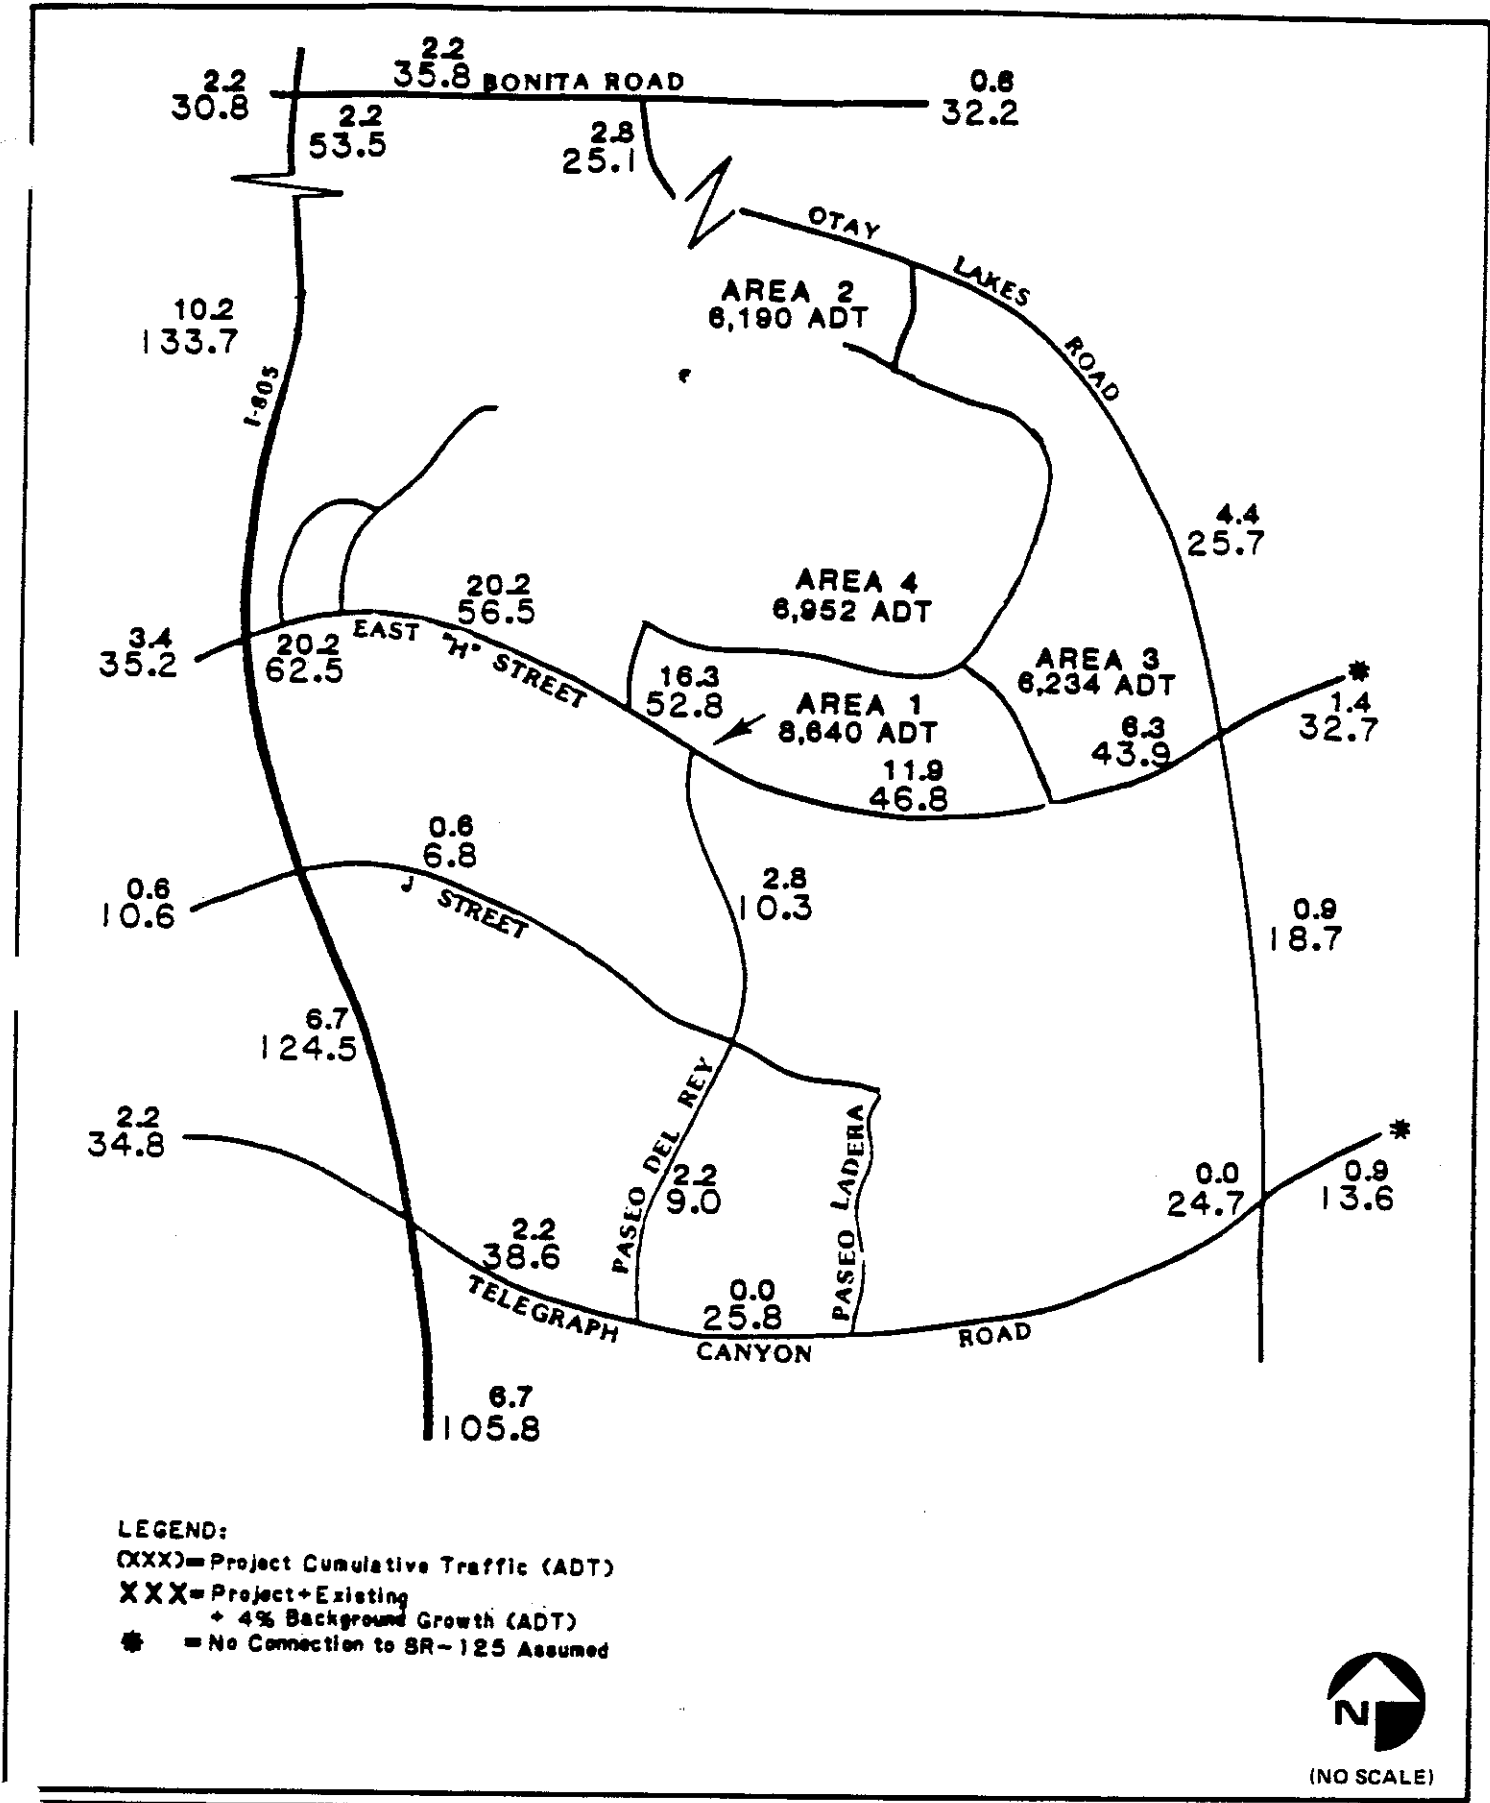 2.2
35.8
BONITA ROAD
2.2
30.8
0.6
32.2
2.2
53.5
2.8
25.1
OTAY
LAKES
ROAD
AREA 2
6,190 ADT
10.2
133.7
I-805
4.4
25.7
20.2
56.5
AREA 4
6,952 ADT
3.4
35.2
20.2
62.5
EAST "H" STREET
16.3
52.8
AREA 3
6,234 ADT
AREA 1
8,640 ADT
*
1.4
32.7
6.3
43.9
11.9
46.8
0.6
6.8
J STREET
0.6
10.6
2.8
10.3
0.9
18.7
6.7
124.5
2.2
34.8
PASEO DEL REY
2.2
9.0
PASEO LADERA
*
0.9
13.6
0.0
24.7
2.2
38.6
0.0
25.8
TELEGRAPH
CANYON
ROAD
6.7
105.8
LEGEND:
(XXX)= Project Cumulative Traffic (ADT)
XXX= Project+Existing
+ 4% Background Growth (ADT)
* = No Connection to SR-125 Assumed
N
(NO SCALE)